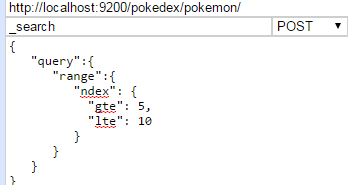 http://localhost:9200/pokedex/pokemon/
_search POST
{
"query":{
"range":{
"ndex": {
"gte": 5,
"lte": 10
}
}
}
}